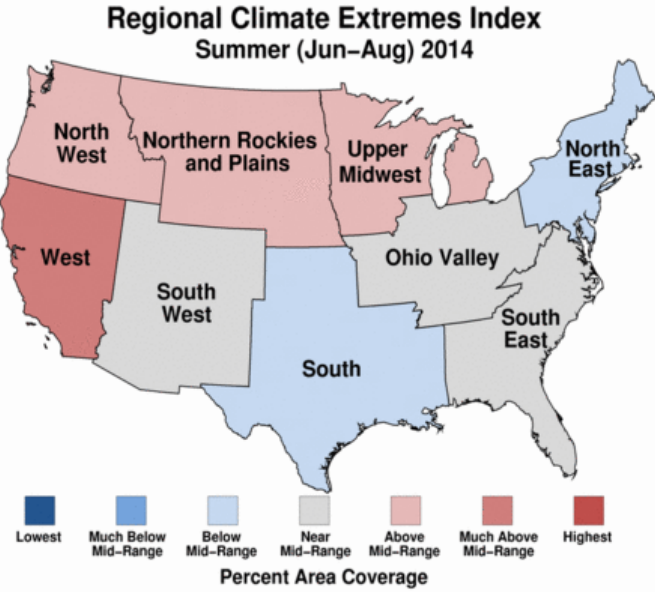 Regional Climate Extremes Index
Summer (Jun–Aug) 2014
North
West
Northern Rockies
and Plains
Upper
Midwest
North
East
West
South
West
Ohio Valley
South
East
South
Lowest
Much Below
Mid–Range
Below
Mid–Range
Near
Mid–Range
Above
Mid–Range
Much Above
Mid–Range
Highest
Percent Area Coverage